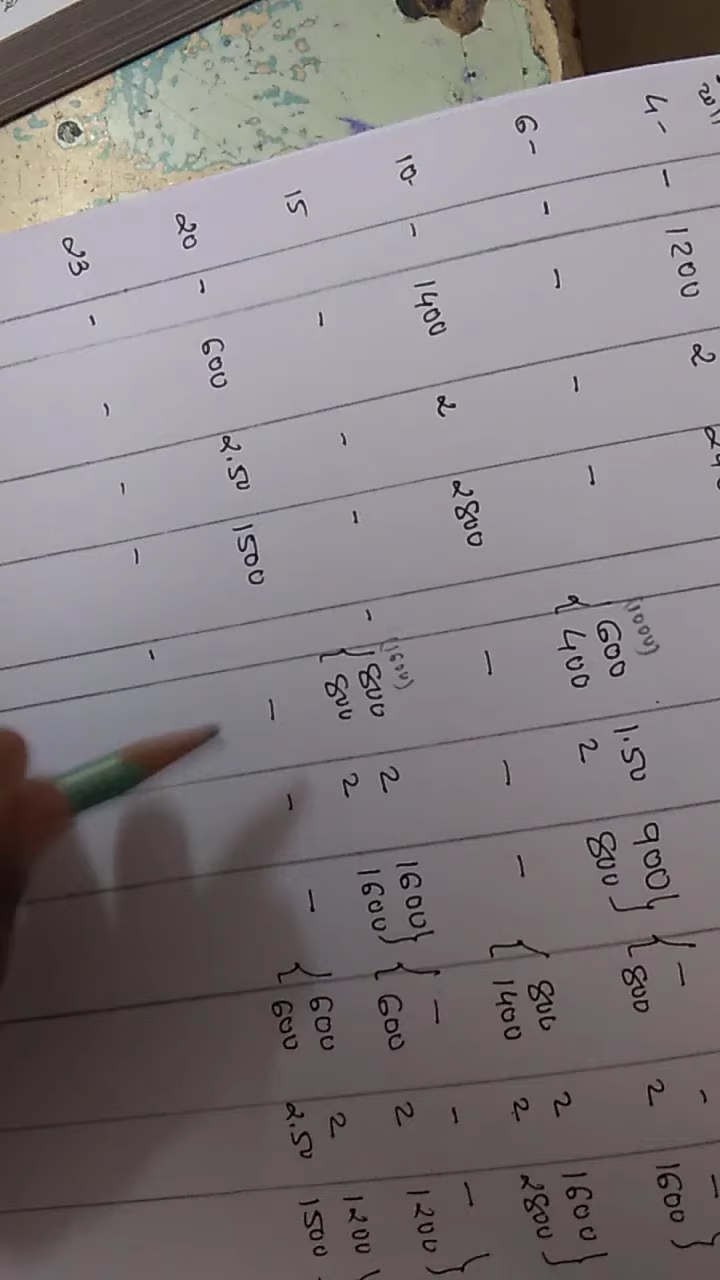 2011
4 - - 1200 2
6 - - - - - (1000) { 600 1.50 900 } { - - -
400 2 800 } 800 2 1600 }
10 - - 1400 2 2800 - - - { 800 2 1600 }
1400 2 2800 }
15 - - - - (1600) { 800 2 1600 } { - - -
800 2 1600 } 600 2 1200 }
20 - 600 2.50 1500 - - - { 600 2 1200 }
600 2.50 1500
23 - - - - -